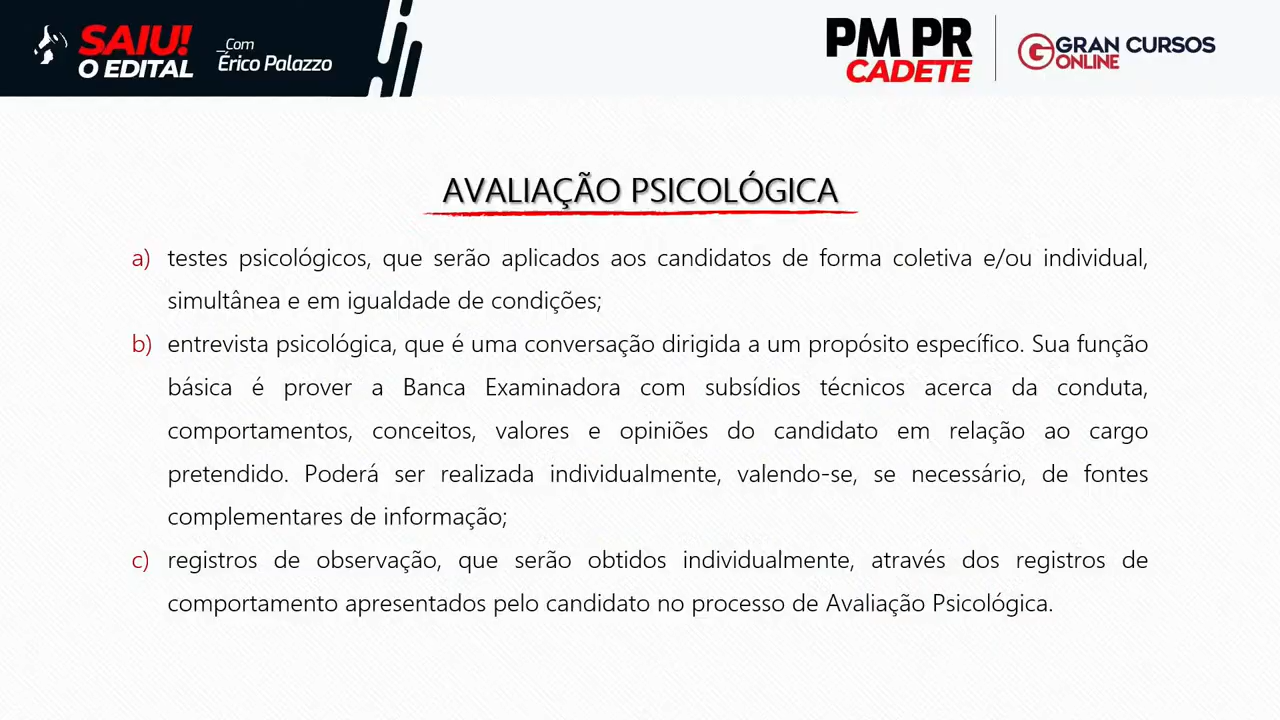 SAIU!
O EDITAL
_Com
Érico Palazzo
PM PR
CADETE
GRAN CURSOS
ONLINE
AVALIAÇÃO PSICOLÓGICA
a) testes psicológicos, que serão aplicados aos candidatos de forma coletiva e/ou individual,
simultânea e em igualdade de condições;
b) entrevista psicológica, que é uma conversação dirigida a um propósito específico. Sua função
básica é prover a Banca Examinadora com subsídios técnicos acerca da conduta,
comportamentos, conceitos, valores e opiniões do candidato em relação ao cargo
pretendido. Poderá ser realizada individualmente, valendo-se, se necessário, de fontes
complementares de informação;
c) registros de observação, que serão obtidos individualmente, através dos registros de
comportamento apresentados pelo candidato no processo de Avaliação Psicológica.